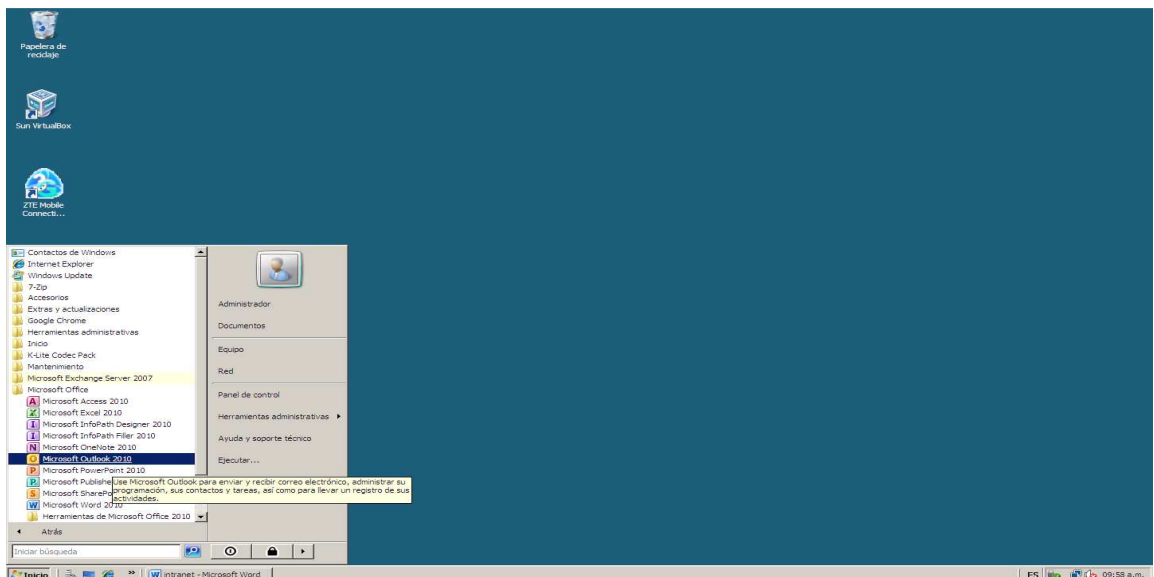 Papelera de
reciclaje
Sun VirtualBox
ZTE Mobile
Connecti...
Contactos de Windows
Internet Explorer
Windows Update
7-Zip
Accesorios
Extras y actualizaciones
Google Chrome
Herramientas administrativas
Inicio
K-Lite Codec Pack
Mantenimiento
Microsoft Exchange Server 2007
Microsoft Office
Microsoft Access 2010
Microsoft Excel 2010
Microsoft InfoPath Designer 2010
Microsoft InfoPath Filler 2010
Microsoft OneNote 2010
Microsoft Outlook 2010
Microsoft PowerPoint 2010
Microsoft Publishe
Microsoft SharePo
Microsoft Word 2010
Herramientas de Microsoft Office 2010
Atrás
Iniciar búsqueda
Administrador
Documentos
Equipo
Red
Panel de control
Herramientas administrativas
Ayuda y soporte técnico
Ejecutar...
Use Microsoft Outlook para enviar y recibir correo electrónico, administrar su
programación, sus contactos y tareas, así como para llevar un registro de sus
actividades.
Inicio
intranet - Microsoft Word
ES
09:58 a.m.